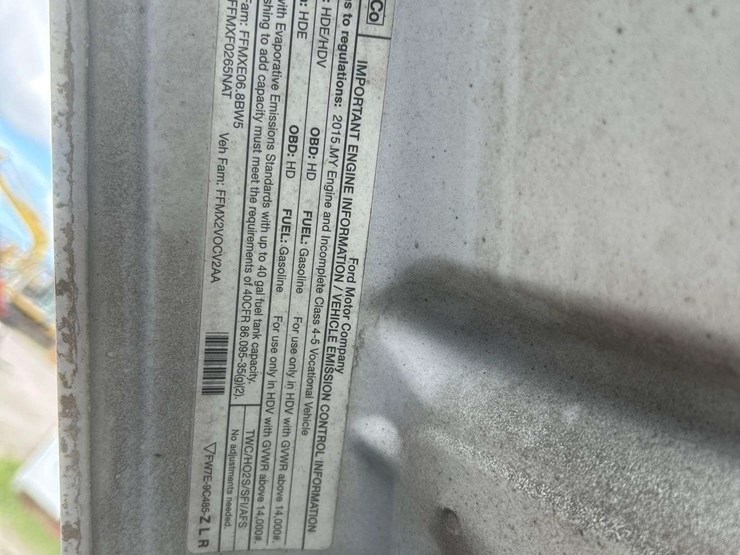 Co
Ford Motor Company
IMPORTANT ENGINE INFORMATION / VEHICLE EMISSION CONTROL INFORMATION
s to regulations: 2015 MY Engine and Incomplete Class 4-5 Vocational Vehicle
: HDE/HDV OBD: HD FUEL: Gasoline For use only in HDV with GVWR above 14,000#.
: HDE OBD: HD FUEL: Gasoline For use only in HDV with GVWR above 14,000#.
with Evaporative Emissions Standards with up to 40 gal fuel tank capacity.
shing to add capacity must meet the requirements of 40CFR 86.095-35(g)(2).
TWC/HO2S/SFI/AFS
am: FFMXE06.8BW5
No adjustments needed.
FFMXF0265NAT Veh Fam: FFMX2VOCV2AA
FW7E-9C485-Z L R